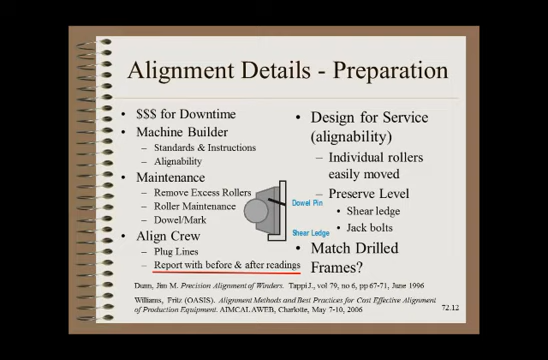 Alignment Details - Preparation
• $$$ for Downtime
• Machine Builder
– Standards & Instructions
– Alignability
• Maintenance
– Remove Excess Rollers
– Roller Maintenance
– Dowel/Mark
• Align Crew
– Plug Lines
– Report with before & after readings
• Design for Service
(alignability)
– Individual rollers
easily moved
– Preserve Level
• Shear ledge
• Jack bolts
• Match Drilled
Frames?
Dowel Pin
Shear Ledge
Dunn, Jim M. Precision Alignment of Winders. Tappi J., vol 79, no 6, pp 67-71, June 1996
Williams, Fritz (OASIS). Alignment Methods and Best Practices for Cost Effective Alignment
of Production Equipment. AIMCAL AWEB, Charlotte, May 7-10, 2006
72.12